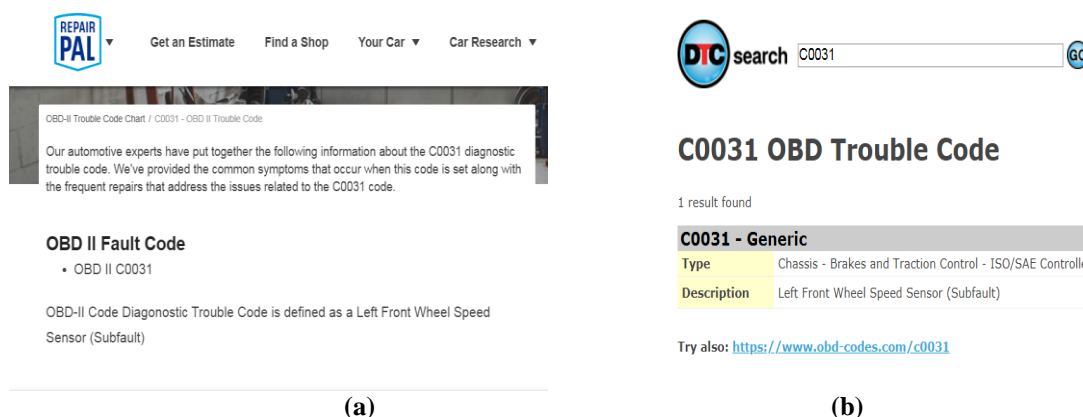 REPAIR
PAL
Get an Estimate Find a Shop Your Car Car Research
OBD-II Trouble Code Chart / C0031 - OBD II Trouble Code
Our automotive experts have put together the following information about the C0031 diagnostic
trouble code. We've provided the common symptoms that occur when this code is set along with
the frequent repairs that address the issues related to the C0031 code.
OBD II Fault Code
• OBD II C0031
OBD-II Code Diagonostic Trouble Code is defined as a Left Front Wheel Speed
Sensor (Subfault)
(a)
DTC search C0031 GO
C0031 OBD Trouble Code
1 result found
C0031 - Generic
Type Chassis - Brakes and Traction Control - ISO/SAE Controlle
Description Left Front Wheel Speed Sensor (Subfault)
Try also: https://www.obd-codes.com/c0031
(b)